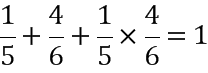 1/5 + 4/6 + 1/5 × 4/6 = 1